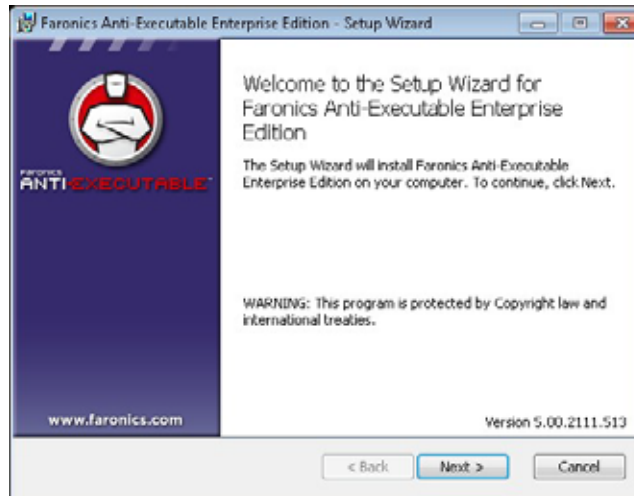 Faronics Anti-Executable Enterprise Edition - Setup Wizard
Welcome to the Setup Wizard for
Faronics Anti-Executable Enterprise
Edition
The Setup Wizard will install Faronics Anti-Executable
Enterprise Edition on your computer. To continue, click Next.
FARONICS
ANTI-EXECUTABLE
WARNING: This program is protected by Copyright law and
international treaties.
www.faronics.com
Version 5.00.2111.513
< Back
Next >
Cancel